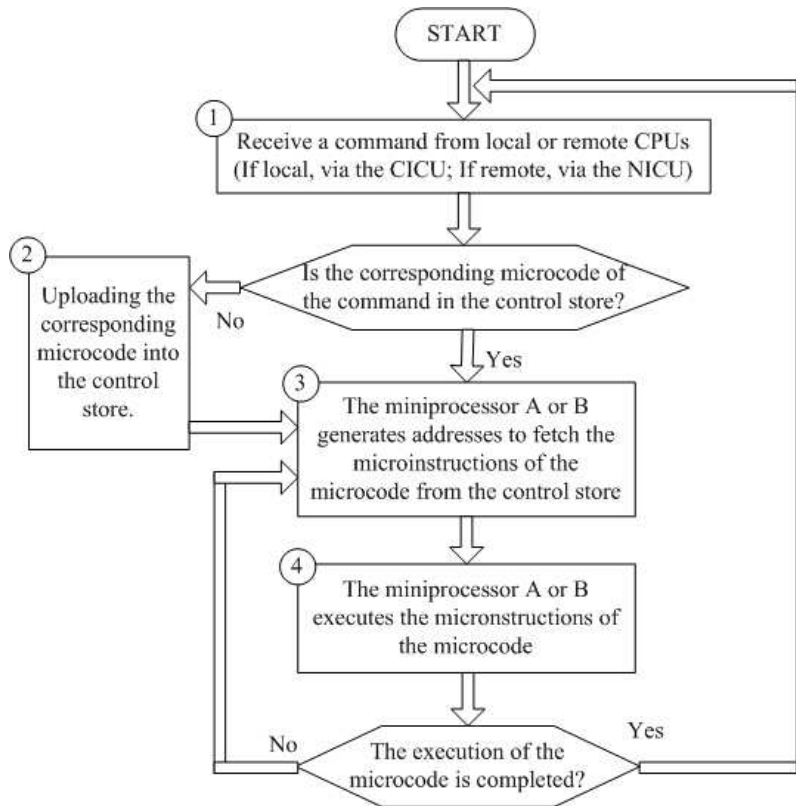 START
1
Receive a command from local or remote CPUs
(If local, via the CICU; If remote, via the NICU)
Is the corresponding microcode of
the command in the control store?
No
Yes
2
Uploading the
corresponding
microcode into
the control
store.
3
The miniprocessor A or B
generates addresses to fetch the
microinstructions of the
microcode from the control store
4
The miniprocessor A or B
executes the micronstructions of
the microcode
The execution of the
microcode is completed?
No
Yes